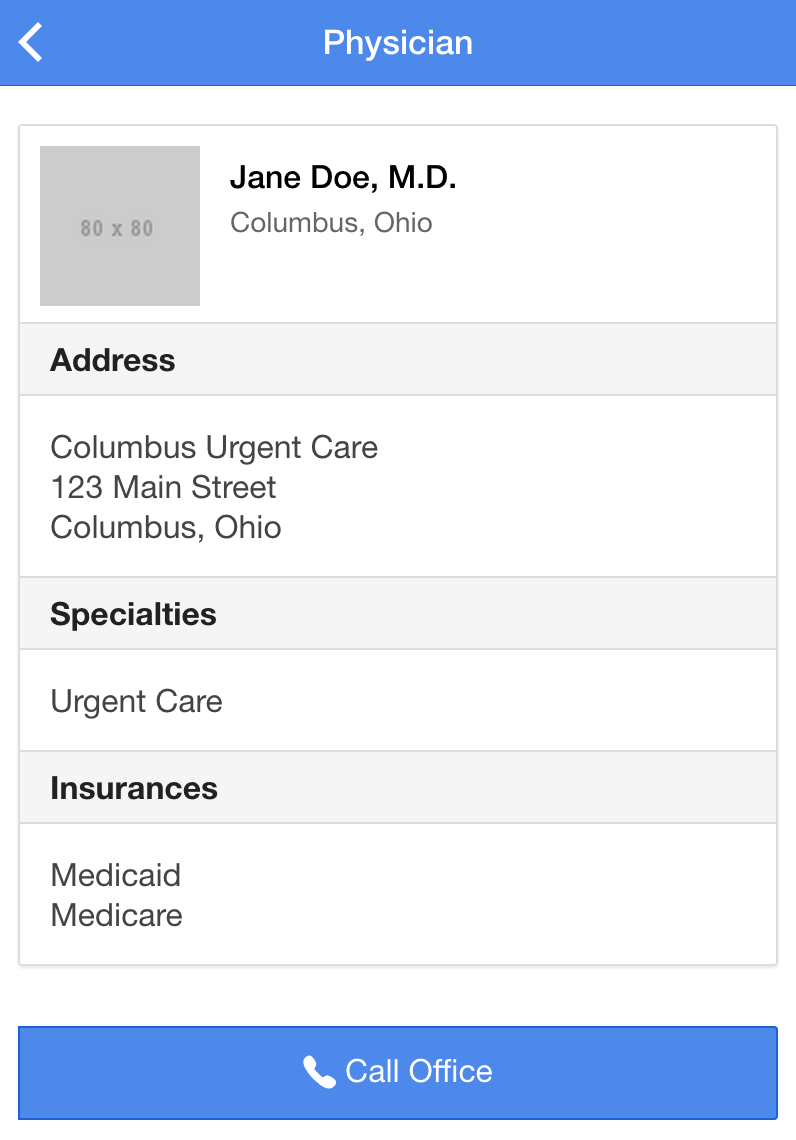 Physician
80 x 80
Jane Doe, M.D.
Columbus, Ohio
Address
Columbus Urgent Care
123 Main Street
Columbus, Ohio
Specialties
Urgent Care
Insurances
Medicaid
Medicare
Call Office